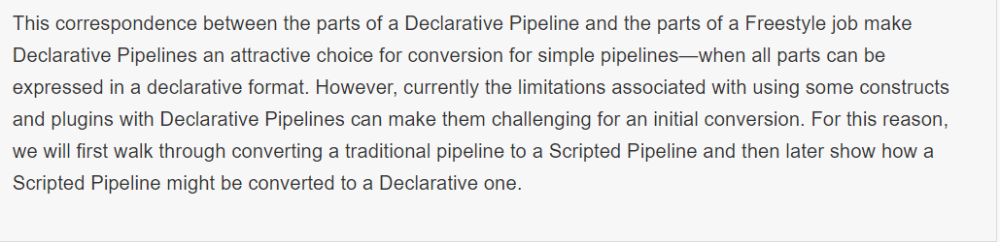 This correspondence between the parts of a Declarative Pipeline and the parts of a Freestyle job make
Declarative Pipelines an attractive choice for conversion for simple pipelines—when all parts can be
expressed in a declarative format. However, currently the limitations associated with using some constructs
and plugins with Declarative Pipelines can make them challenging for an initial conversion. For this reason,
we will first walk through converting a traditional pipeline to a Scripted Pipeline and then later show how a
Scripted Pipeline might be converted to a Declarative one.